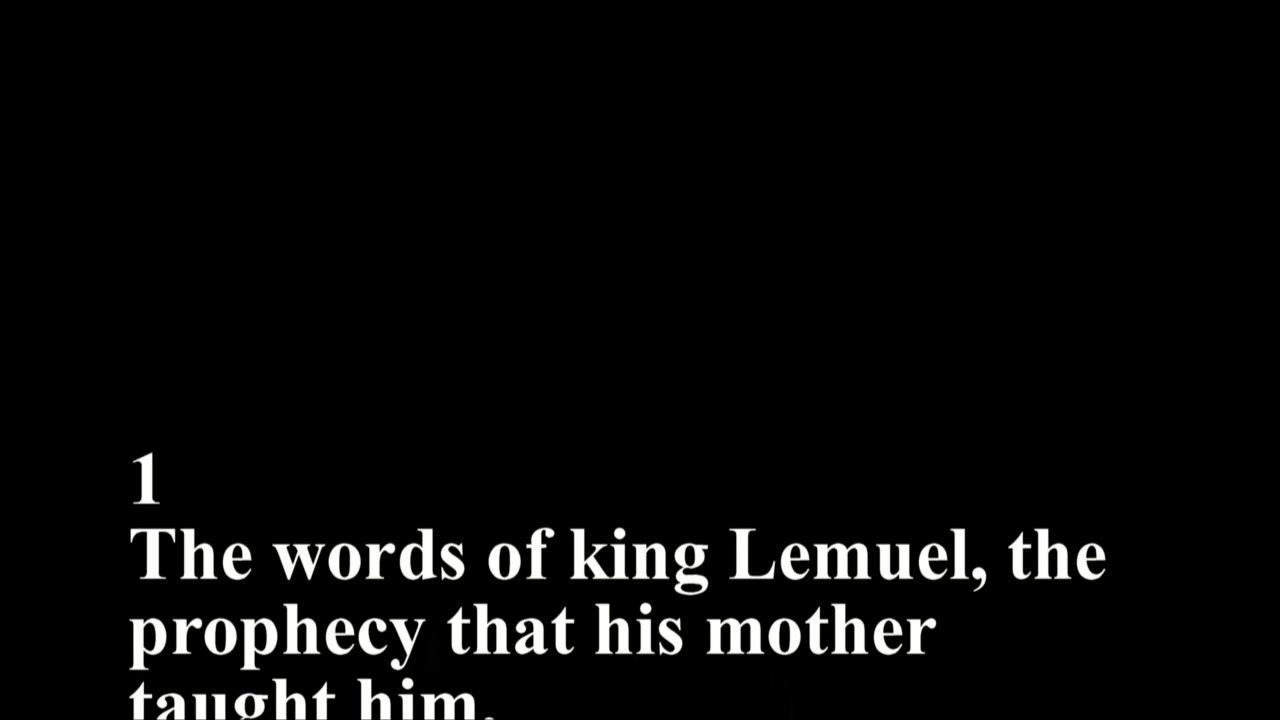 1
The words of king Lemuel, the
prophecy that his mother
taught him.